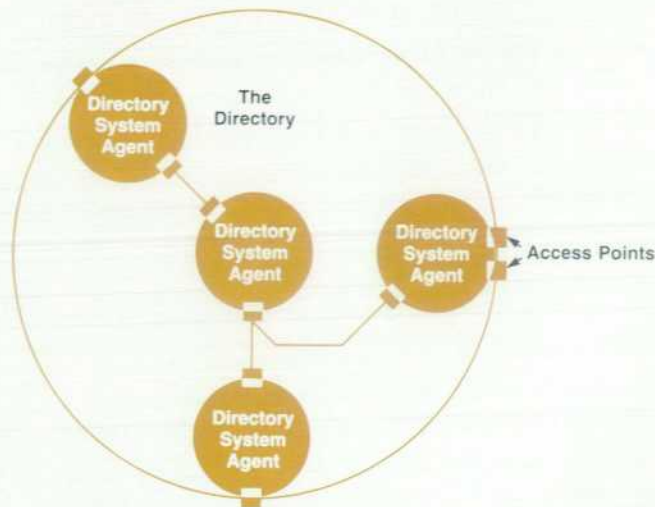 Directory
System
Agent
The
Directory
Directory
System
Agent
Directory
System
Agent
Access Points
Directory
System
Agent